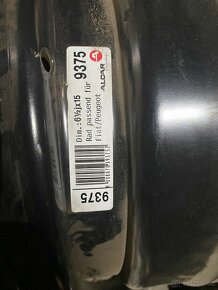 ALCAR
9375
Dim.:6½jx15
Rad passend für
Fiat/Peugeot
9375